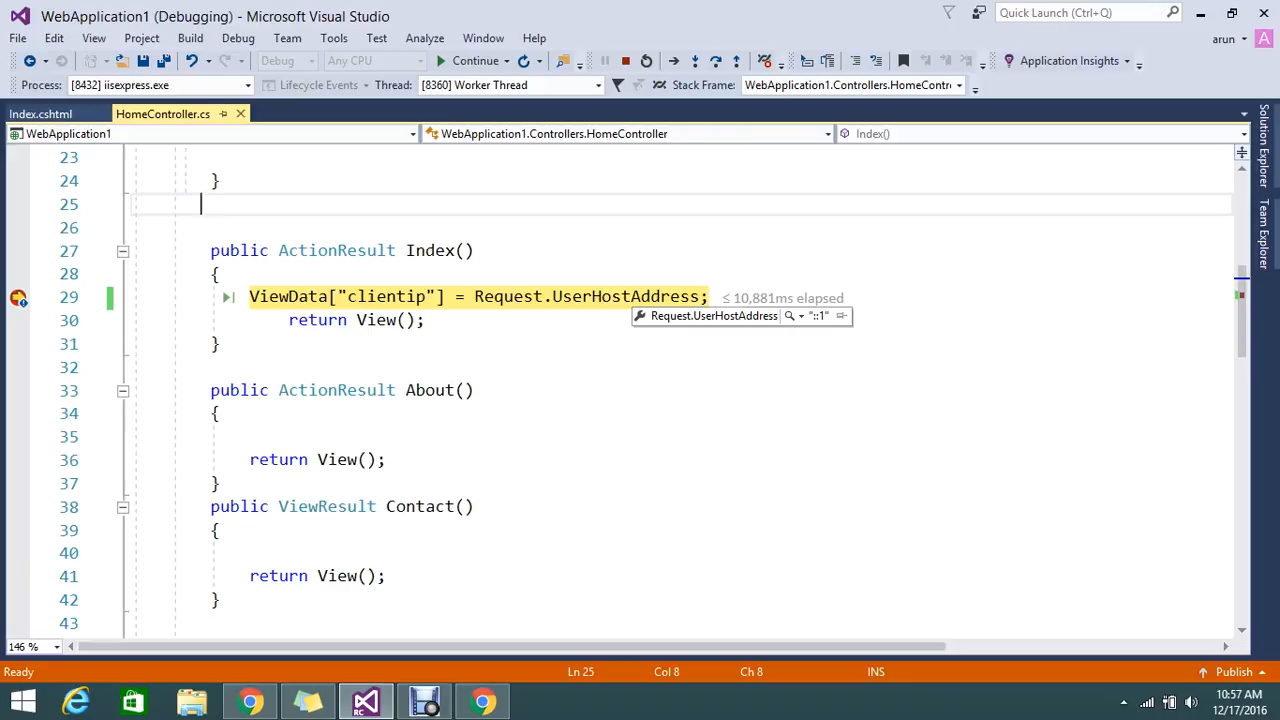 WebApplication1 (Debugging) - Microsoft Visual Studio
Quick Launch (Ctrl+Q)
File Edit View Project Build Debug Team Tools Test Analyze Window Help
arun A
Debug Any CPU Continue Application Insights
Process: [8432] iisexpress.exe Lifecycle Events Thread: [8360] Worker Thread Stack Frame: WebApplication1.Controllers.HomeContr
Index.cshtml HomeController.cs
WebApplication1 WebApplication1.Controllers.HomeController Index()
Solution Explorer
Team Explorer
23
24 }
25
26
27 public ActionResult Index()
28 {
29 ViewData["clientip"] = Request.UserHostAddress; ≤ 10,881ms elapsed
Request.UserHostAddress "::1"
30 return View();
31 }
32
33 public ActionResult About()
34 {
35
36 return View();
37 }
38 public ViewResult Contact()
39 {
40
41 return View();
42 }
43
146 %
Ready Ln 25 Col 8 Ch 8 INS Publish
RC
10:57 AM
12/17/2016